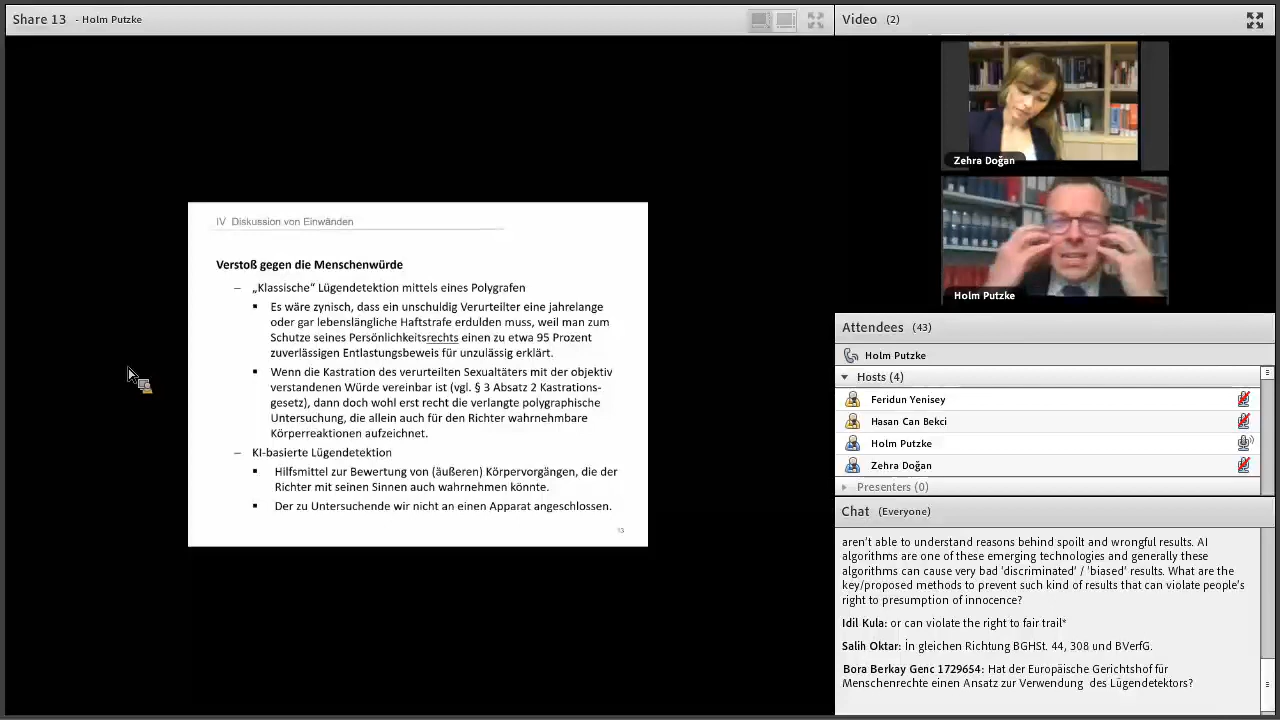 Share 13 - Holm Putzke
IV Diskussion von Einwänden
Verstoß gegen die Menschenwürde
– „Klassische“ Lügendetektion mittels eines Polygrafen
▪ Es wäre zynisch, dass ein unschuldig Verurteilter eine jahrelange
oder gar lebenslängliche Haftstrafe erdulden muss, weil man zum
Schutze seines Persönlichkeitsrechts einen zu etwa 95 Prozent
zuverlässigen Entlastungsbeweis für unzulässig erklärt.
▪ Wenn die Kastration des verurteilten Sexualtäters mit der objektiv
verstandenen Würde vereinbar ist (vgl. § 3 Absatz 2 Kastrations-
gesetz), dann doch wohl erst recht die verlangte polygraphische
Untersuchung, die allein auch für den Richter wahrnehmbare
Körperreaktionen aufzeichnet.
– KI-basierte Lügendetektion
▪ Hilfsmittel zur Bewertung von (äußeren) Körpervorgängen, die der
Richter mit seinen Sinnen auch wahrnehmen könnte.
▪ Der zu Untersuchende wir nicht an einen Apparat angeschlossen.
13
Video (2)
Zehra Doğan
Holm Putzke
Attendees (43)
Holm Putzke
Hosts (4)
Feridun Yenisey
Hasan Can Bekci
Holm Putzke
Zehra Doğan
Presenters (0)
Chat (Everyone)
aren't able to understand reasons behind spoilt and wrongful results. AI
algorithms are one of these emerging technologies and generally these
algorithms can cause very bad 'discriminated' / 'biased' results. What are the
key/proposed methods to prevent such kind of results that can violate people's
right to presumption of innocence?
Idil Kula: or can violate the right to fair trail*
Salih Oktar: İn gleichen Richtung BGHSt. 44, 308 und BVerfG.
Bora Berkay Genc 1729654: Hat der Europäische Gerichtshof für
Menschenrechte einen Ansatz zur Verwendung des Lügendetektors?